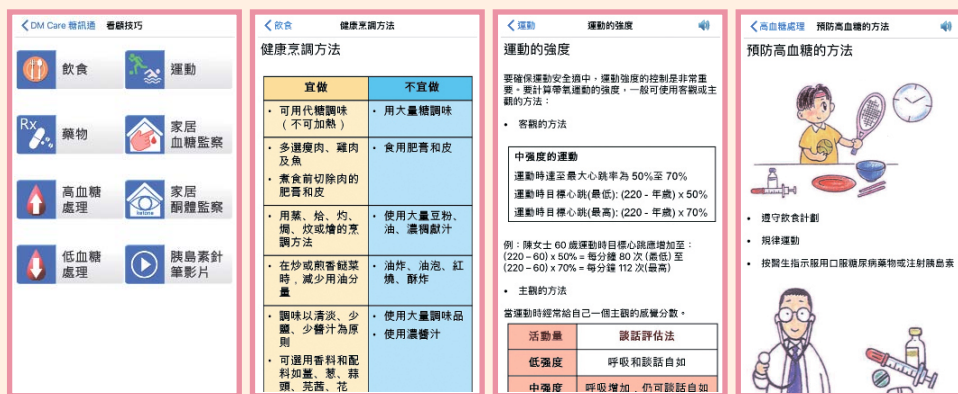 DM Care 糖訊通 看顧技巧
飲食
運動
Rx
藥物
家居
血糖監察
高血糖
處理
ketone
家居
酮體監察
低血糖
處理
胰島素針
筆影片
飲食 健康烹調方法
健康烹調方法
宜做 不宜做
• 可用代糖調味
(不可加熱)
• 用大量糖調味
• 多選瘦肉、雞肉
及魚
• 煮食前切除肉的
肥膏和皮
• 食用肥膏和皮
• 用蒸、焓、灼、
焗、炆或燴的烹
調方法
• 使用大量豆粉、
油、濃稠獻汁
• 在炒或煎香餸菜
時,減少用油分
量
• 油炸、油泡、紅
燒、酥炸
• 調味以清淡、少
鹽、少醬汁為原
則
• 可選用香料和配
料如薑、葱、蒜
頭、芫荽、花
• 使用大量調味品
• 使用濃醬汁
運動 運動的強度
運動的強度
要確保運動安全適中,運動強度的控制是非常重
要。要計算帶氧運動的強度,一般可使用客觀或主
觀的方法:
• 客觀的方法
中強度的運動
運動時達至最大心跳率為 50%至 70%
運動時目標心跳(最低): (220 - 年歲) x 50%
運動時目標心跳(最高): (220 - 年歲) x 70%
例:陳女士 60 歲運動時目標心跳應增加至:
(220 – 60) x 50% = 每分鐘 80 次 (最低) 至
(220 – 60) x 70% = 每分鐘 112 次(最高)
• 主觀的方法
當運動時經常給自己一個主觀的感覺分數。
活動量 談話評估法
低強度 呼吸和談話自如
中強度 呼吸增加,仍可談話自如
高血糖處理 預防高血糖的方法
預防高血糖的方法
• 遵守飲食計劃
• 規律運動
• 按醫生指示服用口服糖尿病藥物或注射胰島素